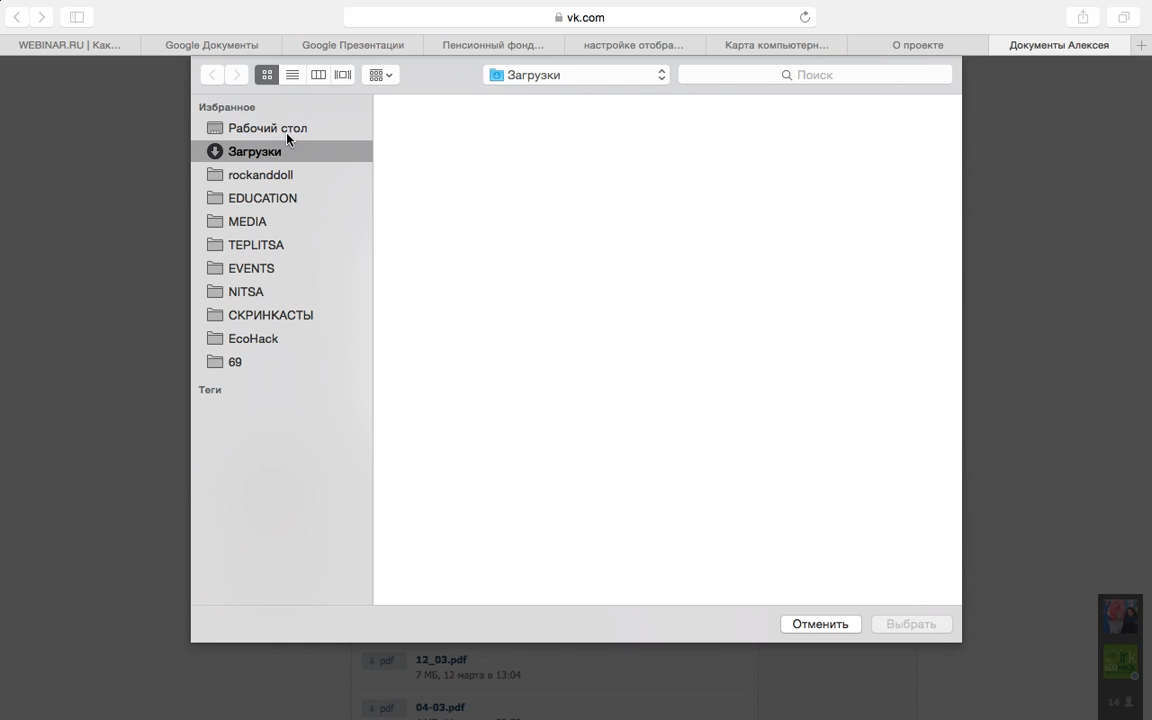 vk.com
WEBINAR.RU | Как...
Google Документы
Google Презентации
Пенсионный фонд...
настройке отобра...
Карта компьютерн...
О проекте
Документы Алексея
Загрузки
Поиск
Избранное
Рабочий стол
Загрузки
rockanddoll
EDUCATION
MEDIA
TEPLITSA
EVENTS
NITSA
СКРИНКАСТЫ
EcoHack
69
Теги
Отменить
Выбрать
pdf
12_03.pdf
7 МБ, 12 марта в 13:04
pdf
04-03.pdf
14